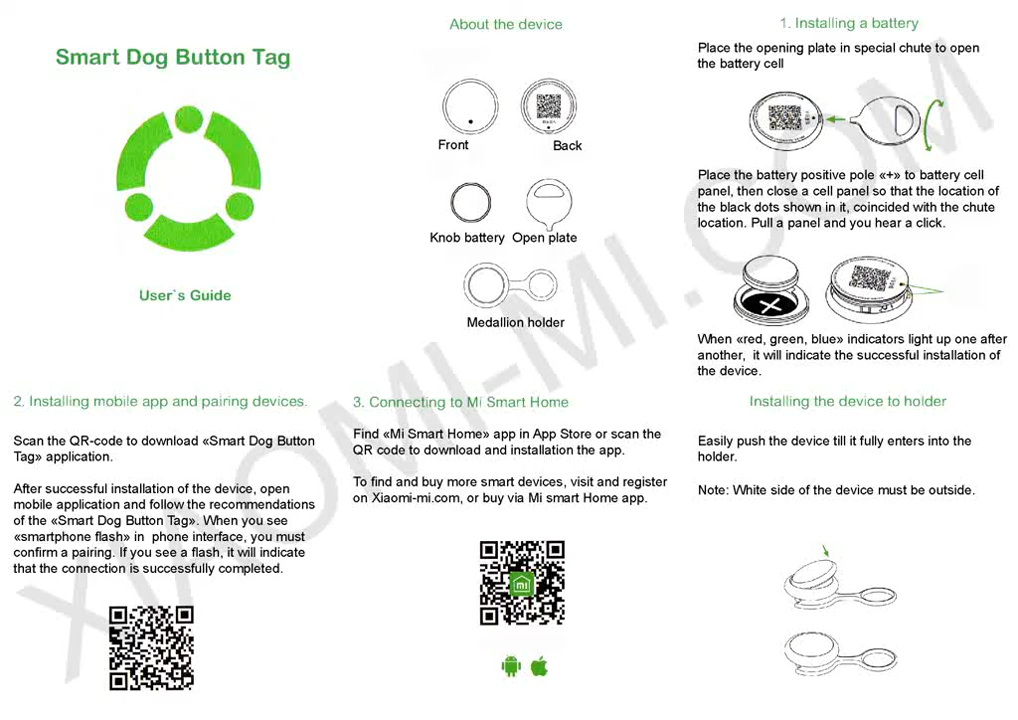 Smart Dog Button Tag
User`s Guide
About the device
Front Back
Knob battery Open plate
Medallion holder
1. Installing a battery
Place the opening plate in special chute to open
the battery cell
Place the battery positive pole «+» to battery cell
panel, then close a cell panel so that the location of
the black dots shown in it, coincided with the chute
location. Pull a panel and you hear a click.
When «red, green, blue» indicators light up one after
another, it will indicate the successful installation of
the device.
2. Installing mobile app and pairing devices.
Scan the QR-code to download «Smart Dog Button
Tag» application.
After successful installation of the device, open
mobile application and follow the recommendations
of the «Smart Dog Button Tag». When you see
«smartphone flash» in phone interface, you must
confirm a pairing. If you see a flash, it will indicate
that the connection is successfully completed.
3. Connecting to Mi Smart Home
Find «Mi Smart Home» app in App Store or scan the
QR code to download and installation the app.
To find and buy more smart devices, visit and register
on Xiaomi-mi.com, or buy via Mi smart Home app.
mi
Installing the device to holder
Easily push the device till it fully enters into the
holder.
Note: White side of the device must be outside.
XIAOMI-MI.COM